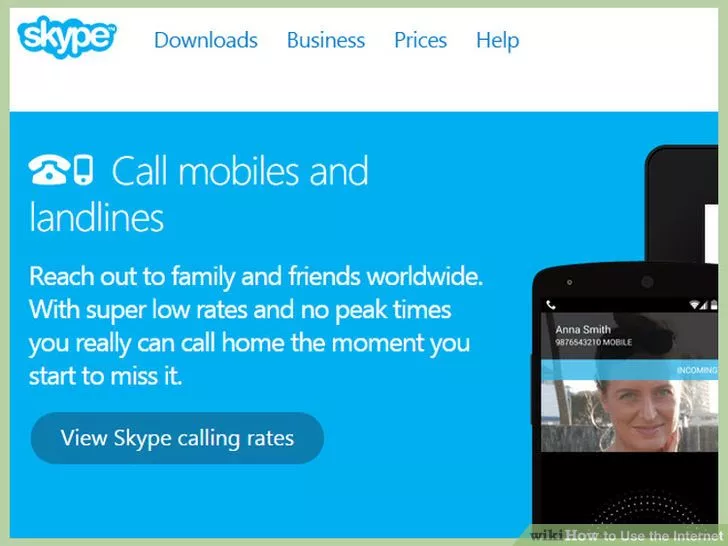 skype™
Downloads Business Prices Help
Call mobiles and
landlines
Reach out to family and friends worldwide.
With super low rates and no peak times
you really can call home the moment you
start to miss it.
View Skype calling rates
Anna Smith
9876543210 MOBILE
INCOMING
wikiHow to Use the Internet